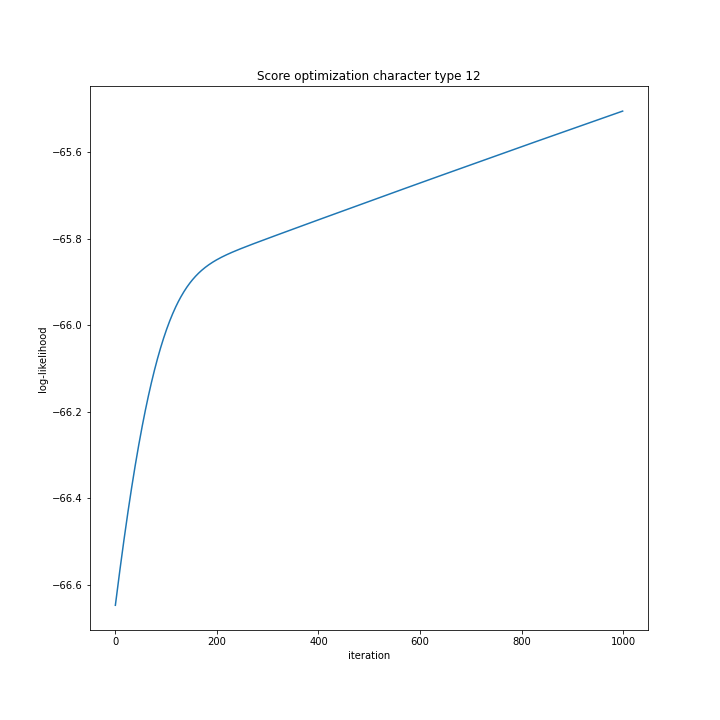 Score optimization character type 12
−65.6
−65.8
−66.0
−66.2
−66.4
−66.6
log-likelihood
0 200 400 600 800 1000
iteration